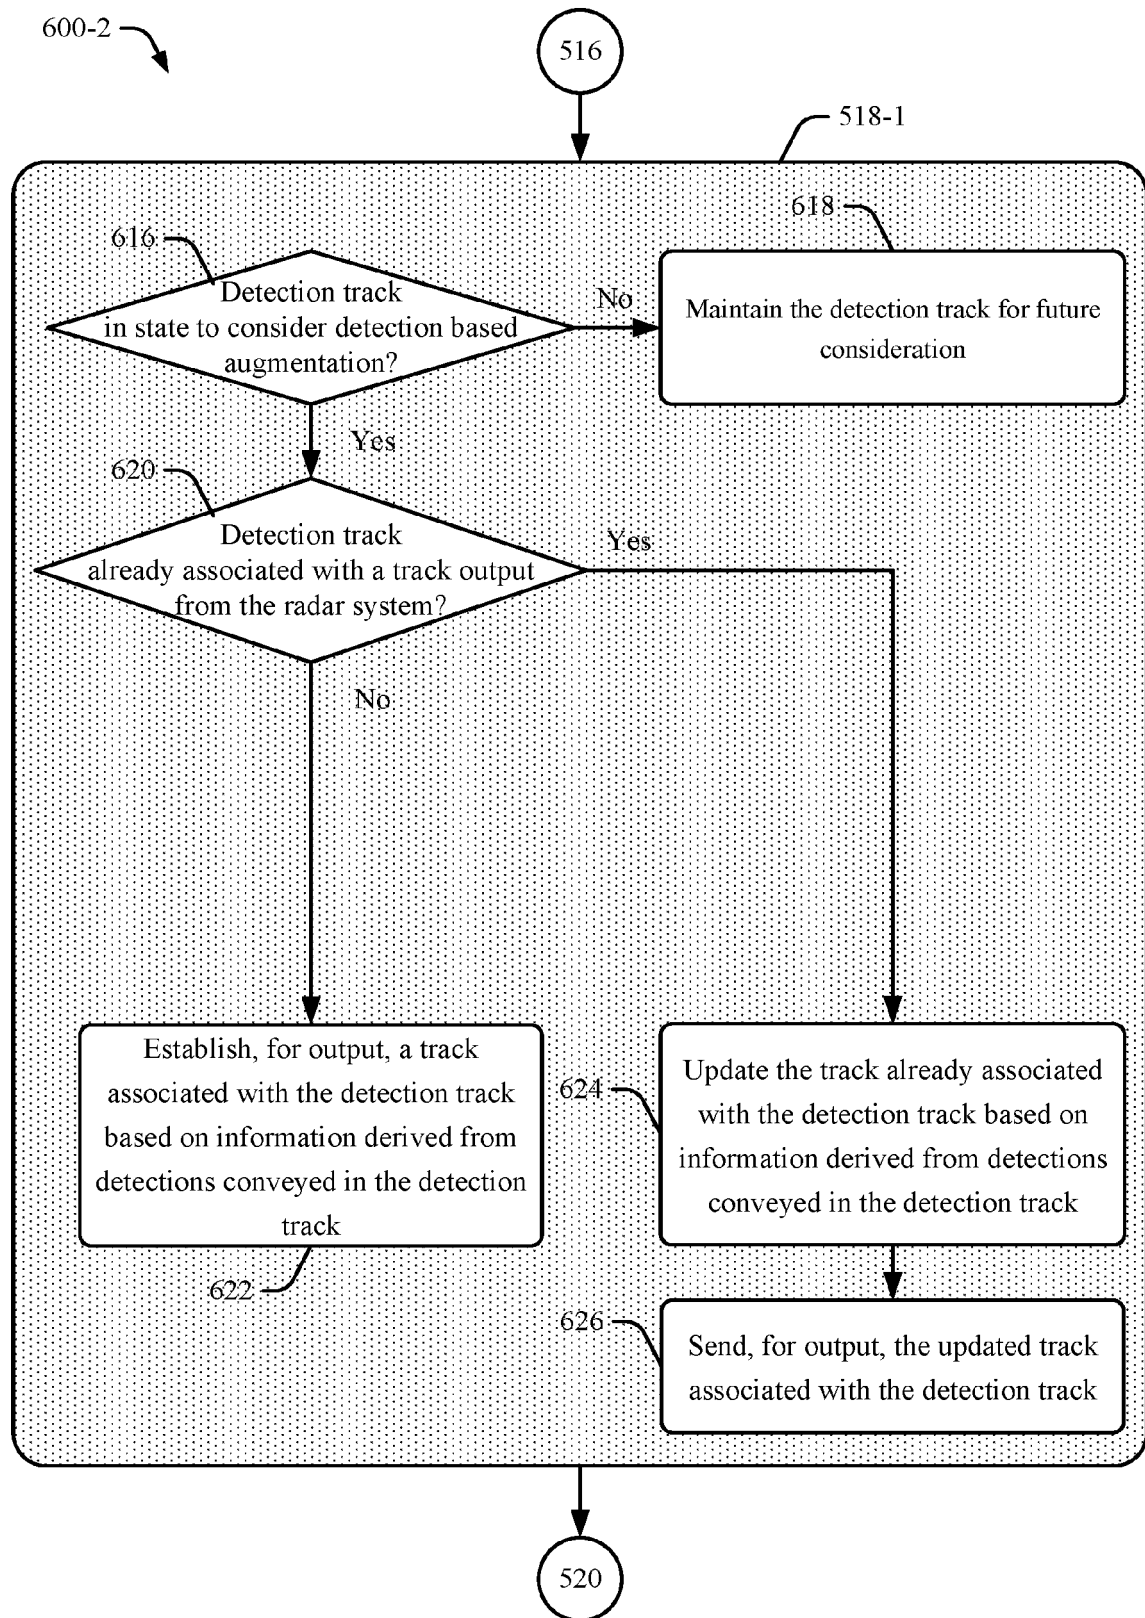 600-2
516
518-1
616
618
Detection track
in state to consider detection based
augmentation?
No
Maintain the detection track for future
consideration
Yes
620
Detection track
already associated with a track output
from the radar system?
Yes
No
Establish, for output, a track
associated with the detection track
based on information derived from
detections conveyed in the detection
track
622
624
Update the track already associated
with the detection track based on
information derived from detections
conveyed in the detection track
626
Send, for output, the updated track
associated with the detection track
520